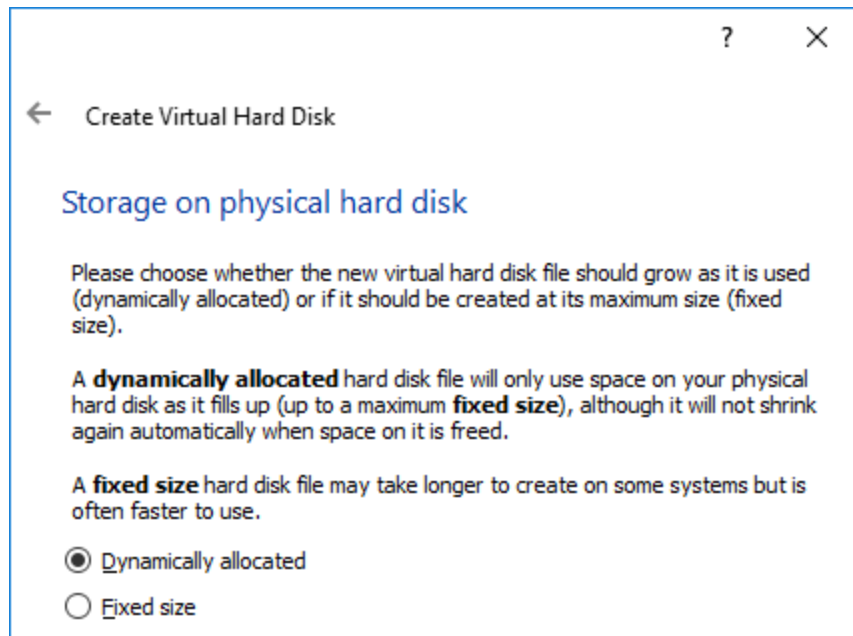 ?
Create Virtual Hard Disk
Storage on physical hard disk
Please choose whether the new virtual hard disk file should grow as it is used
(dynamically allocated) or if it should be created at its maximum size (fixed
size).
A dynamically allocated hard disk file will only use space on your physical
hard disk as it fills up (up to a maximum fixed size), although it will not shrink
again automatically when space on it is freed.
A fixed size hard disk file may take longer to create on some systems but is
often faster to use.
Dynamically allocated
Fixed size